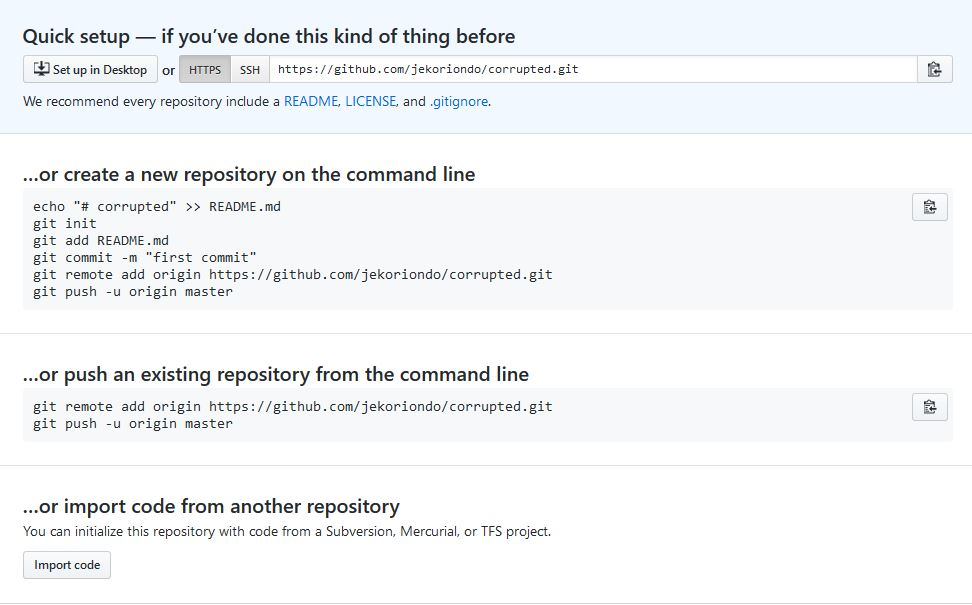 Quick setup — if you’ve done this kind of thing before
Set up in Desktop or HTTPS SSH https://github.com/jekoriondo/corrupted.git
We recommend every repository include a README, LICENSE, and .gitignore.
…or create a new repository on the command line
echo "# corrupted" >> README.md
git init
git add README.md
git commit -m "first commit"
git remote add origin https://github.com/jekoriondo/corrupted.git
git push -u origin master
…or push an existing repository from the command line
git remote add origin https://github.com/jekoriondo/corrupted.git
git push -u origin master
…or import code from another repository
You can initialize this repository with code from a Subversion, Mercurial, or TFS project.
Import code